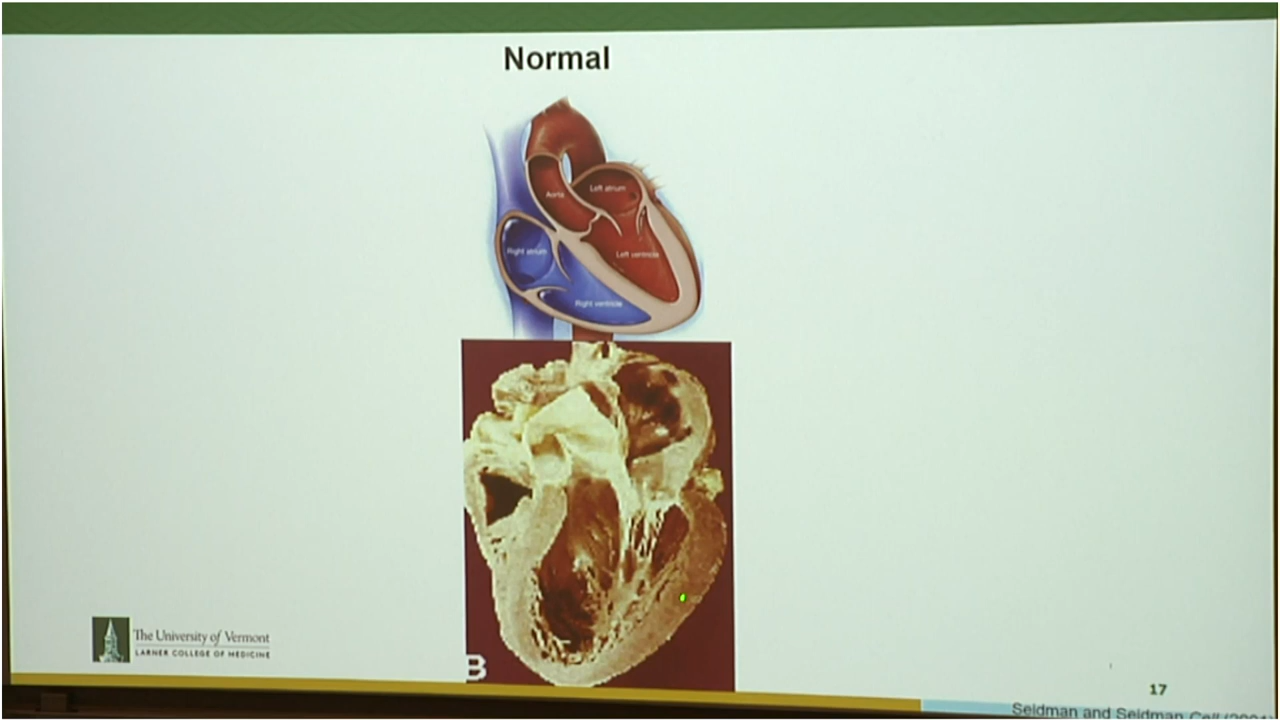 Normal
Aorta
Left atrium
Right atrium
Left ventricle
Right ventricle
B
The University of Vermont
LARNER COLLEGE OF MEDICINE
17
Seidman and Seidman Cell